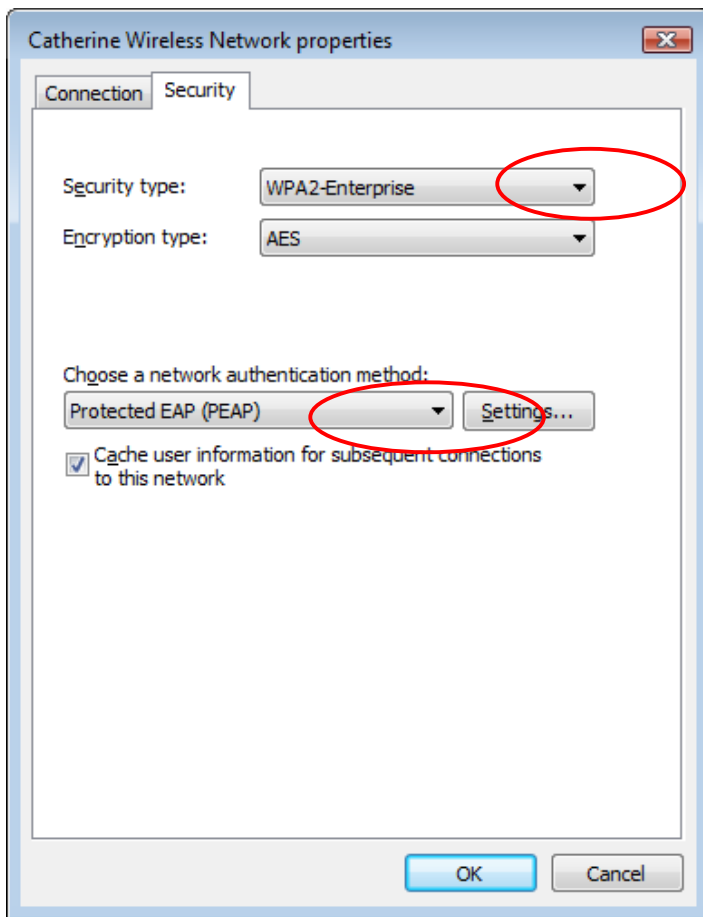 Catherine Wireless Network properties
Connection
Security
Security type:
WPA2-Enterprise
Encryption type:
AES
Choose a network authentication method:
Protected EAP (PEAP)
Settings...
Cache user information for subsequent connections
to this network
OK
Cancel